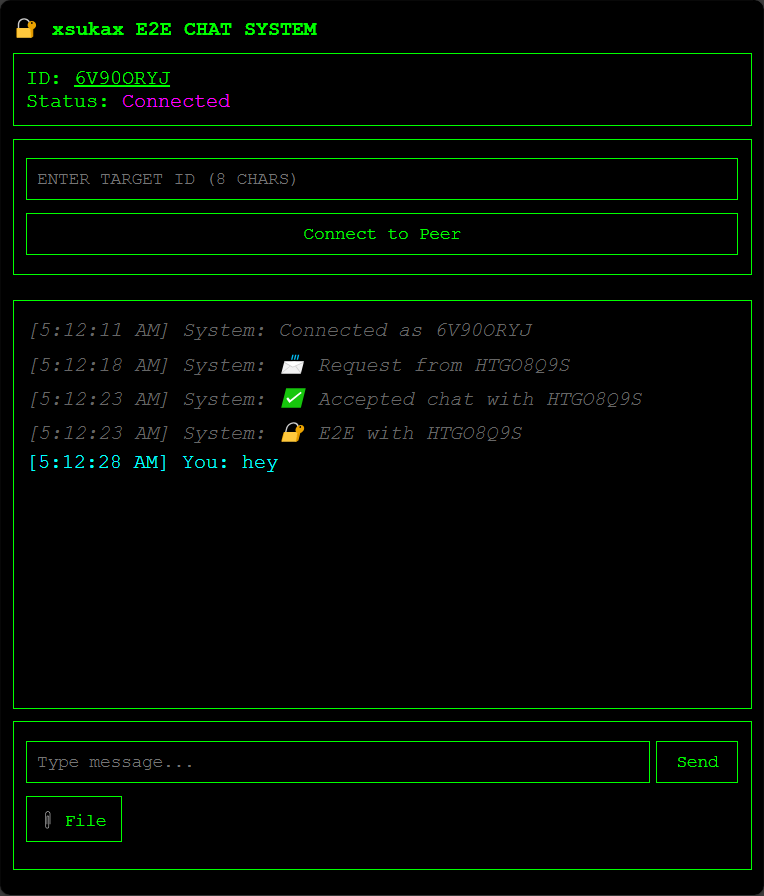 🔐 xsukax E2E CHAT SYSTEM
ID: 6V90ORYJ
Status: Connected
ENTER TARGET ID (8 CHARS)
Connect to Peer
[5:12:11 AM] System: Connected as 6V90ORYJ
[5:12:18 AM] System: 📨 Request from HTGO8Q9S
[5:12:23 AM] System: ✅ Accepted chat with HTGO8Q9S
[5:12:23 AM] System: 🔐 E2E with HTGO8Q9S
[5:12:28 AM] You: hey
Type message...
Send
📎 File